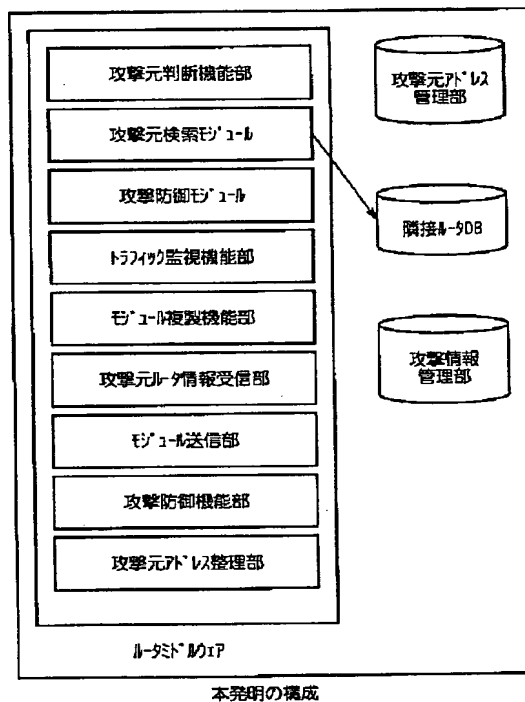 攻撃元判断機能部
攻撃元検索ﾓｼﾞｭｰﾙ
攻撃防御ﾓｼﾞｭｰﾙ
ﾄﾗﾌｨｯｸ監視機能部
ﾓｼﾞｭｰﾙ複製機能部
攻撃元ﾙｰﾀ情報受信部
ﾓｼﾞｭｰﾙ送信部
攻撃防御機能部
攻撃元ｱﾄﾞﾚｽ整理部
ﾙｰﾀﾐﾄﾞﾙｳｪｱ
攻撃元ｱﾄﾞﾚｽ
管理部
隣接ﾙｰﾀDB
攻撃情報
管理部
本発明の構成